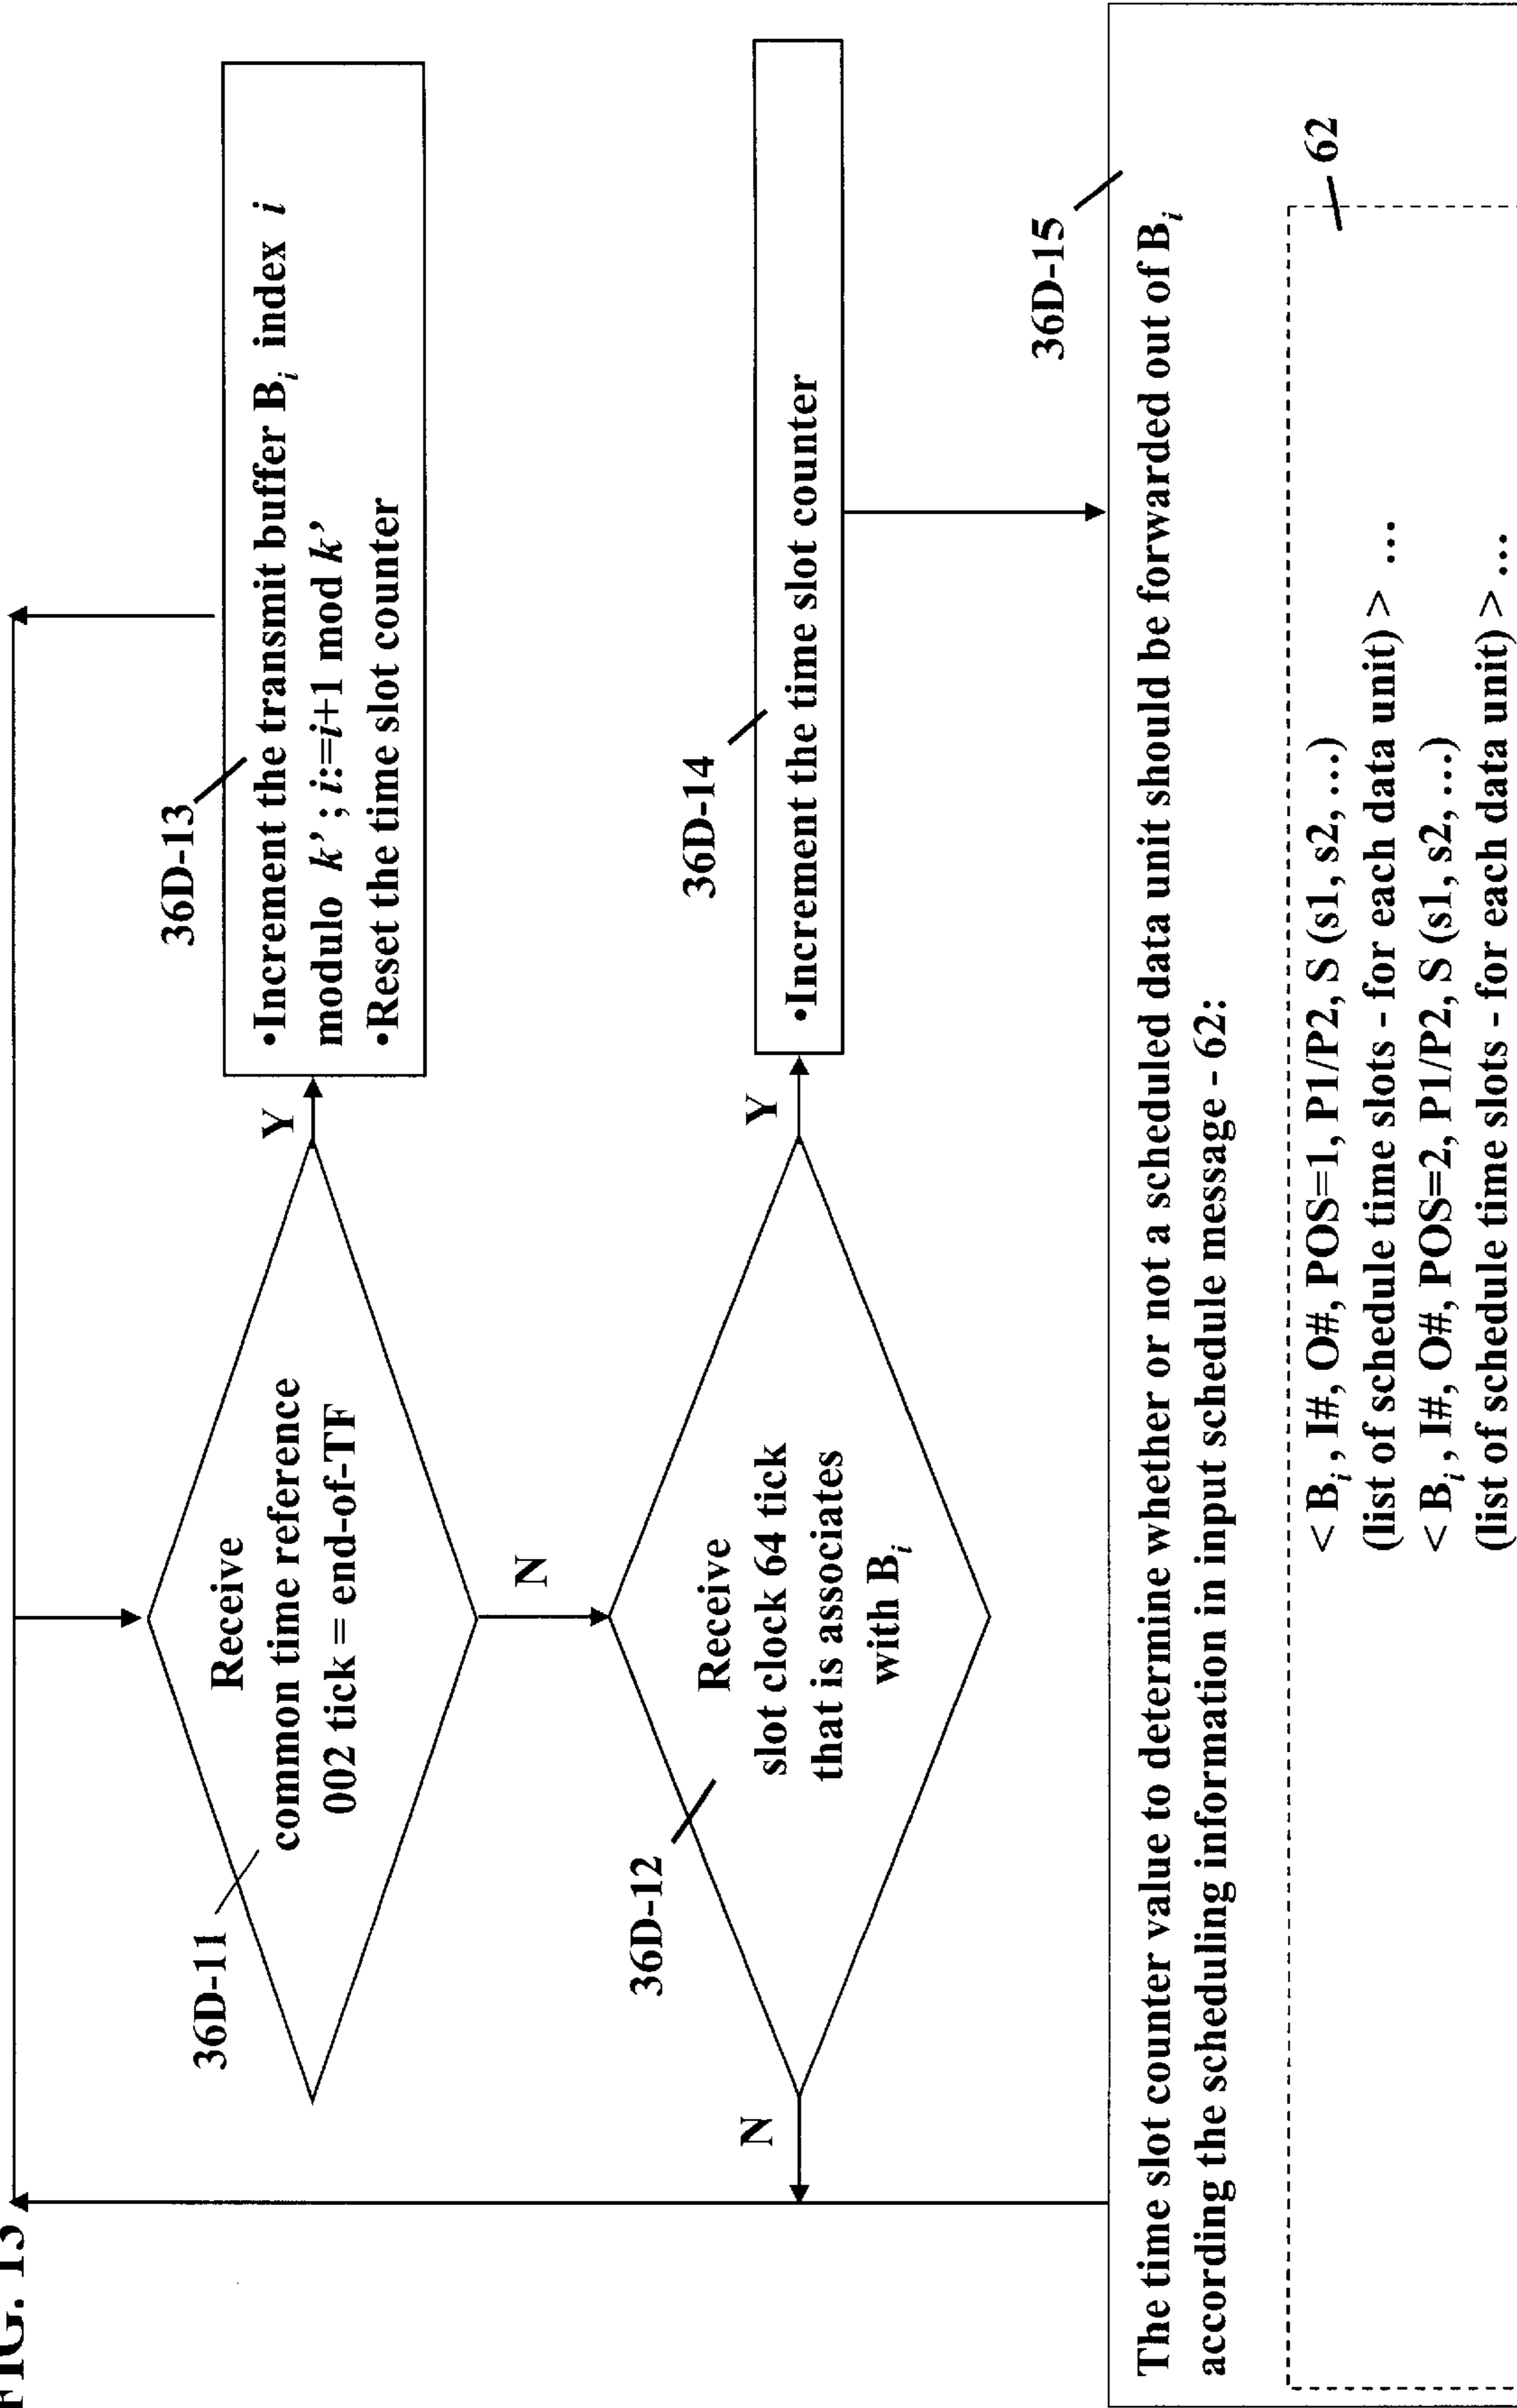 FIG. 15
36D-11
Receive
common time reference
002 tick = end-of-TF
Y
36D-13
•Increment the transmit buffer Bi index i
modulo k’; i:=i+1 mod k’
•Reset the time slot counter
N
36D-12
Receive
slot clock 64 tick
that is associates
with Bi
N
Y
36D-14
•Increment the time slot counter
36D-15
The time slot counter value to determine whether or not a scheduled data unit should be forwarded out of Bi
according the scheduling information in input schedule message - 62:
62
< Bi, I#, O#, POS=1, P1/P2, S (s1, s2, ...)
(list of schedule time slots - for each data unit) > ...
< Bi, I#, O#, POS=2, P1/P2, S (s1, s2, ...)
(list of schedule time slots - for each data unit) > ...